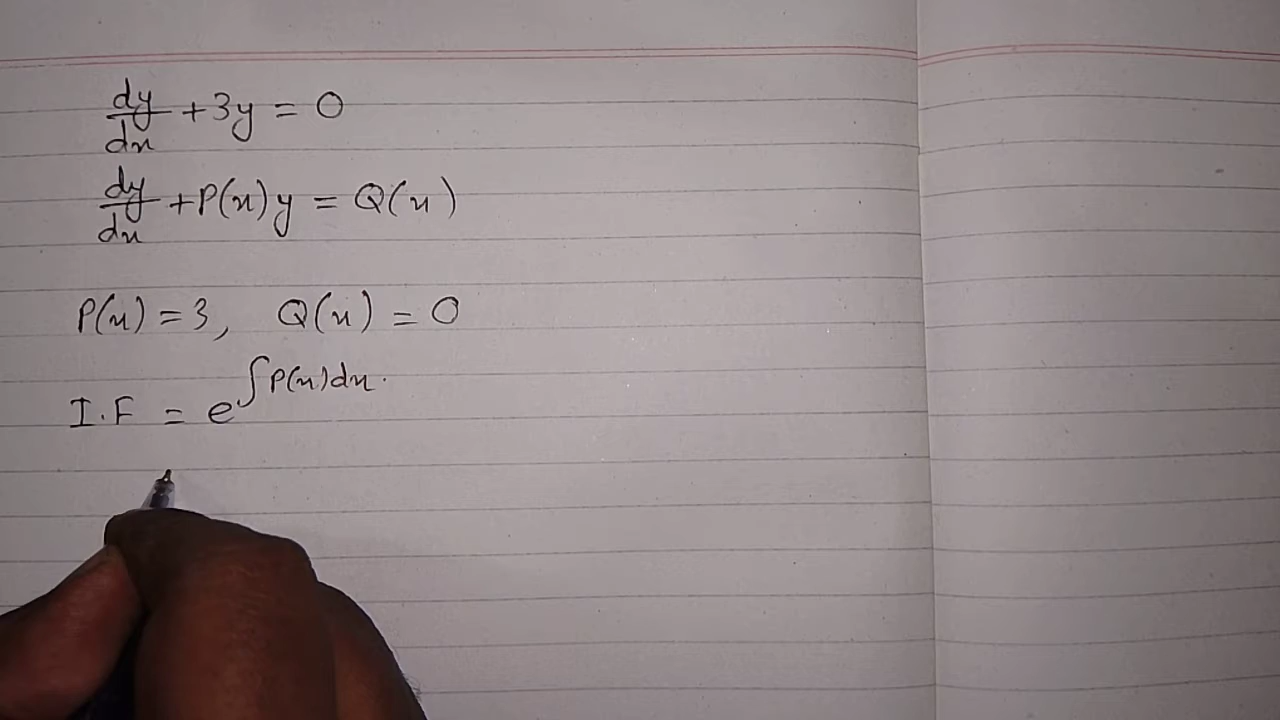 dy/dx + 3y = 0
dy/dx + P(x)y = Q(x)
P(x) = 3, Q(x) = 0
I.F = e^∫P(x)dx.